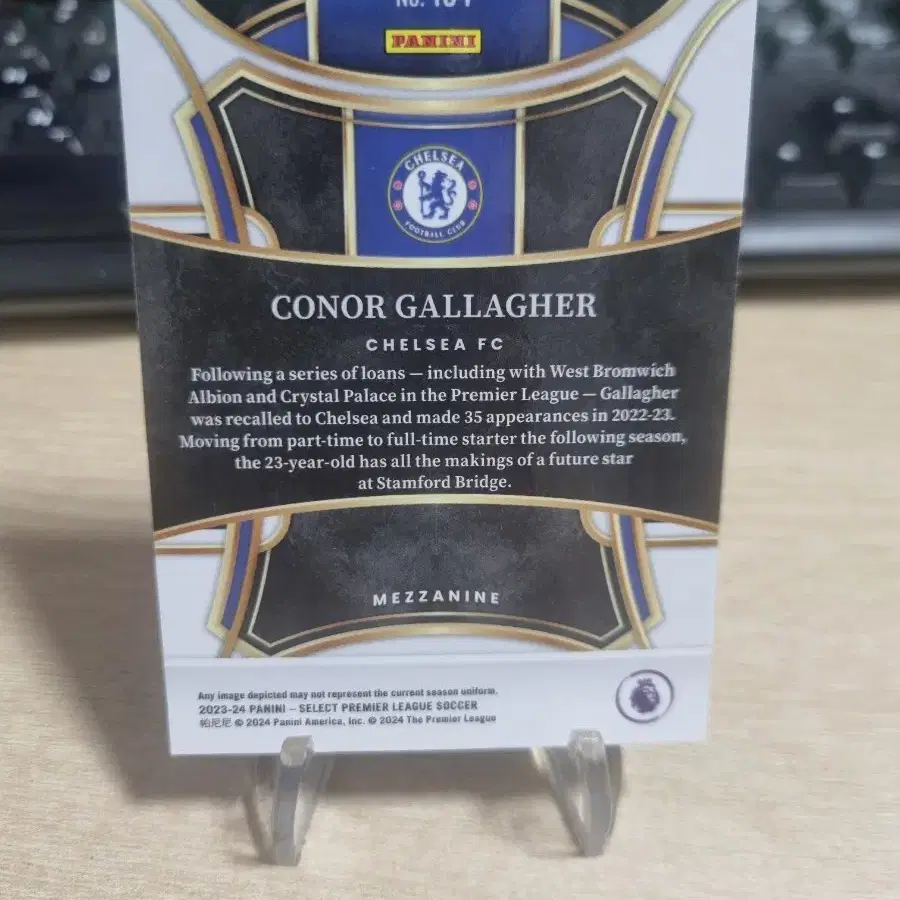 No.
PANINI
CHELSEA
FOOTBALL CLUB
CONOR GALLAGHER
CHELSEA FC
Following a series of loans — including with West Bromwich
Albion and Crystal Palace in the Premier League — Gallagher
was recalled to Chelsea and made 35 appearances in 2022-23.
Moving from part-time to full-time starter the following season,
the 23-year-old has all the makings of a future star
at Stamford Bridge.
MEZZANINE
Any image depicted may not represent the current season uniform.
2023-24 PANINI – SELECT PREMIER LEAGUE SOCCER
帕尼尼 © 2024 Panini America, Inc. © 2024 The Premier League